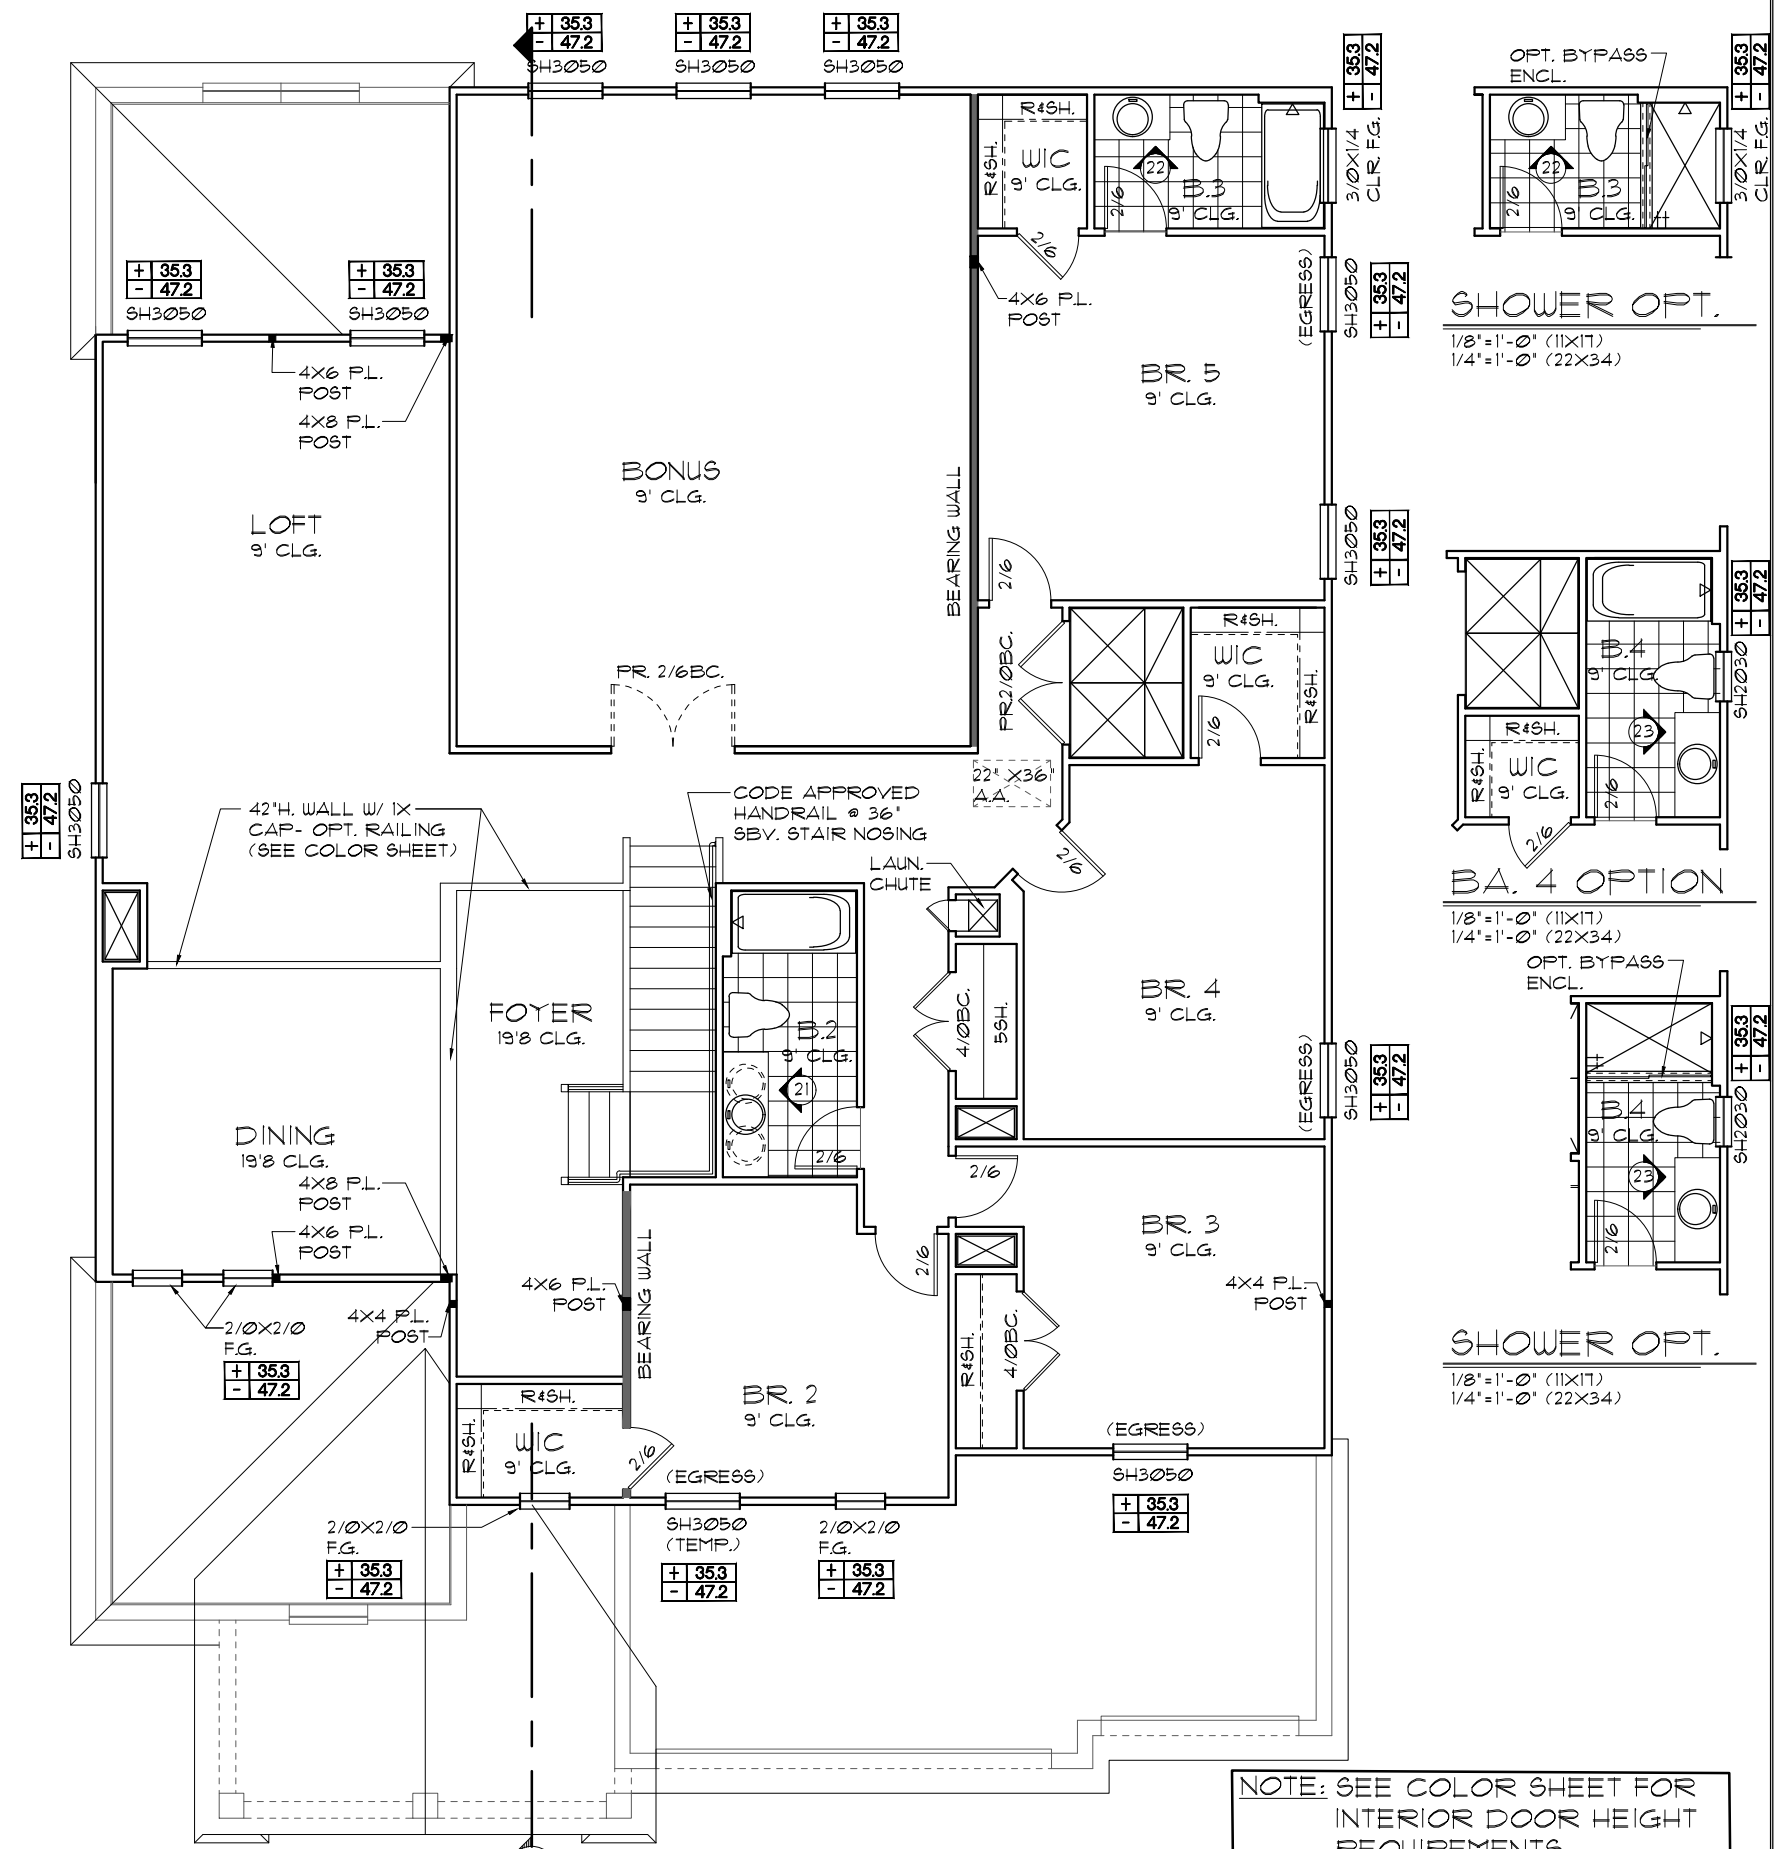 + 35.3
- 47.2
SH3050
+ 35.3
- 47.2
SH3050
+ 35.3
- 47.2
SH3050
+ 35.3
- 47.2
3/0X1/4
CLR. F.G.
R&SH.
R&SH.
WIC
9' CLG.
2/6
22
B.3
9' CLG.
2/6
OPT. BYPASS
ENCL.
+ 35.3
- 47.2
3/0X1/4
CLR. F.G.
22
B.3
9' CLG.
2/6
SHOWER OPT.
1/8"=1'-0" (11X17)
1/4"=1'-0" (22X34)
+ 35.3
- 47.2
SH3050
+ 35.3
- 47.2
SH3050
4X6 P.L.
POST
4X8 P.L.
POST
4X6 P.L.
POST
(EGRESS)
SH3050
+ 35.3
- 47.2
BR. 5
9' CLG.
BONUS
9' CLG.
BEARING WALL
LOFT
9' CLG.
SH3050
+ 35.3
- 47.2
2/6
PR. 2/6BC.
PR.2/0BC.
R&SH.
WIC
9' CLG.
R&SH.
2/6
22" X36"
A.A.
+ 35.3
- 47.2
SH2030
B.4
9' CLG.
23
R&SH.
R&SH.
WIC
9' CLG.
2/6
2/6
BA. 4 OPTION
1/8"=1'-0" (11X17)
1/4"=1'-0" (22X34)
+ 35.3
- 47.2
SH3050
42"H. WALL W/ 1X
CAP- OPT. RAILING
(SEE COLOR SHEET)
CODE APPROVED
HANDRAIL @ 36"
SBV. STAIR NOSING
LAUN.
CHUTE
2/6
FOYER
19'8 CLG.
B.2
9' CLG.
21
2/6
4/0BC.
5SH.
BR. 4
9' CLG.
(EGRESS)
SH3050
+ 35.3
- 47.2
OPT. BYPASS
ENCL.
+ 35.3
- 47.2
SH2030
B.4
9' CLG.
23
2/6
SHOWER OPT.
1/8"=1'-0" (11X17)
1/4"=1'-0" (22X34)
DINING
19'8 CLG.
4X8 P.L.
POST
4X6 P.L.
POST
2/6
BR. 3
9' CLG.
2/6
4X6 P.L.
POST
BEARING WALL
4X4 P.L.
POST
4X4 P.L.
POST
2/0X2/0
F.G.
+ 35.3
- 47.2
R&SH.
4/0BC.
BR. 2
9' CLG.
R&SH.
R&SH.
WIC
9' CLG.
2/6
(EGRESS)
(EGRESS)
SH3050
+ 35.3
- 47.2
2/0X2/0
F.G.
+ 35.3
- 47.2
SH3050
(TEMP.)
+ 35.3
- 47.2
2/0X2/0
F.G.
+ 35.3
- 47.2
NOTE: SEE COLOR SHEET FOR
INTERIOR DOOR HEIGHT
REQUIREMENTS